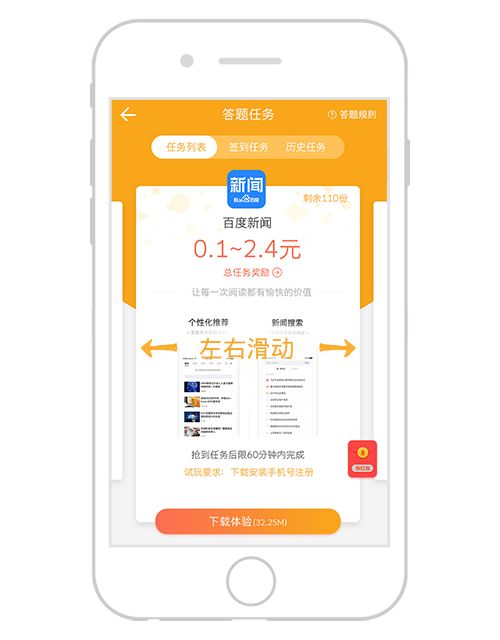 答题任务
答题规则
任务列表
签到任务
历史任务
新闻
Bai 百度
剩余110份
百度新闻
0.1~2.4元
总任务奖励
让每一次阅读都有愉快的价值
个性化推荐
新闻搜索
左右滑动
抢到任务后限60分钟内完成
试玩要求：下载安装手机号注册
拆红包
下载体验(32.25M)